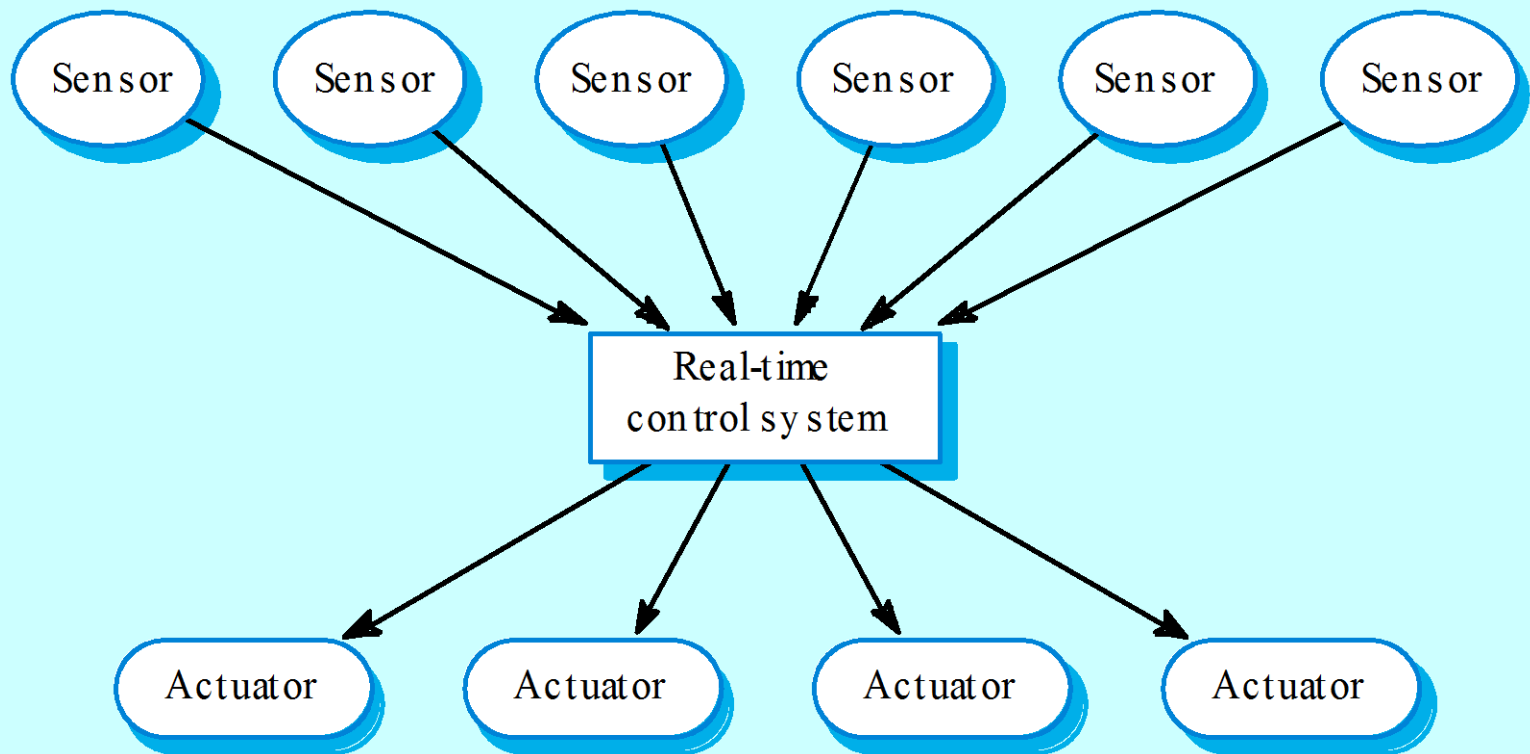 Sensor
Sensor
Sensor
Sensor
Sensor
Sensor
Real-time
control system
Actuator
Actuator
Actuator
Actuator